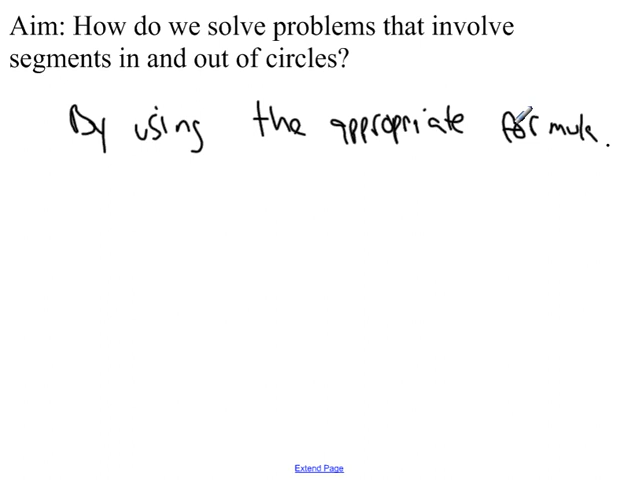 Aim: How do we solve problems that involve
segments in and out of circles?
By using the appropriate formula.
Extend Page